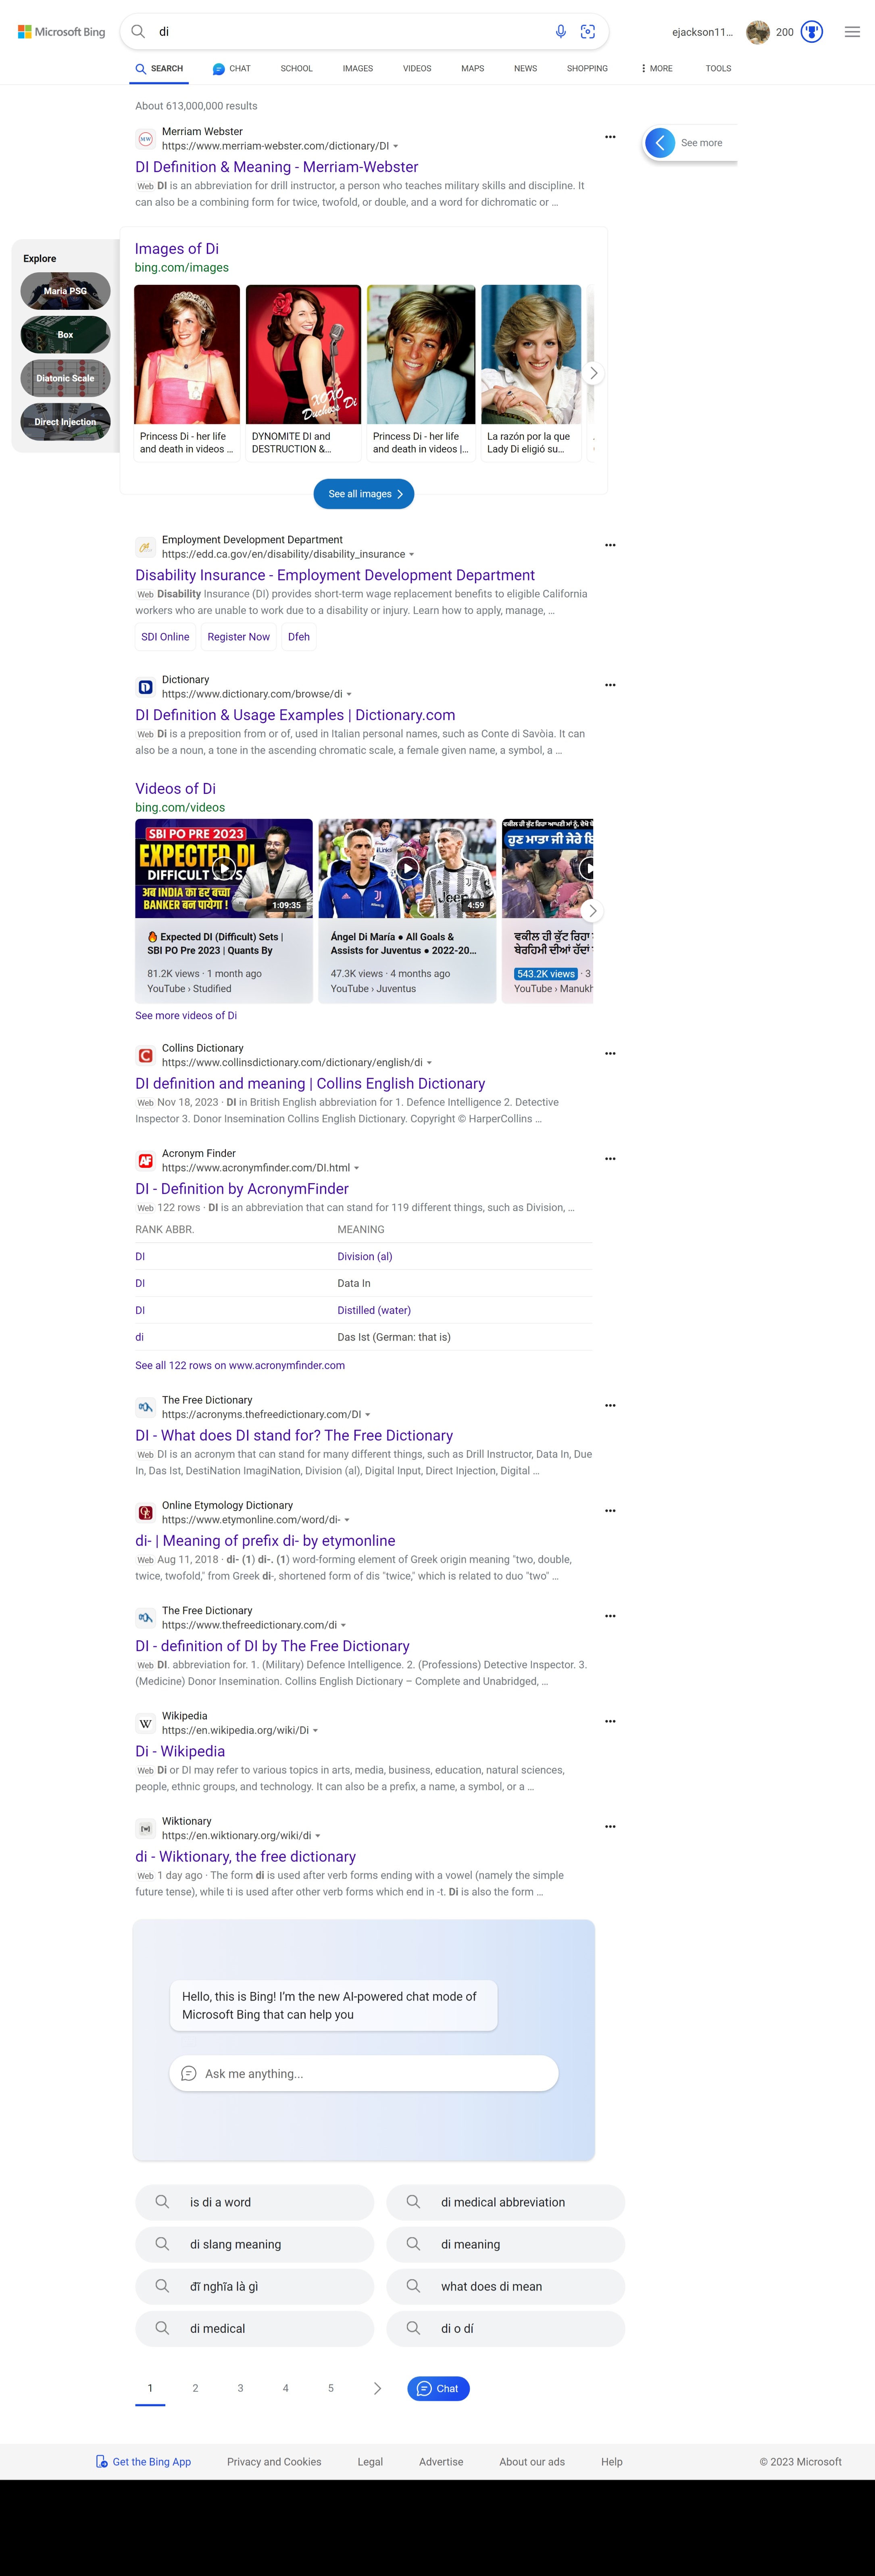 Microsoft Bing
di
ejackson11...
200
SEARCH
CHAT
SCHOOL
IMAGES
VIDEOS
MAPS
NEWS
SHOPPING
MORE
TOOLS
About 613,000,000 results
See more
MW
Merriam Webster
https://www.merriam-webster.com/dictionary/DI
DI Definition & Meaning - Merriam-Webster
Web DI is an abbreviation for drill instructor, a person who teaches military skills and discipline. It
can also be a combining form for twice, twofold, or double, and a word for dichromatic or …
Explore
Maria PSG
Box
Diatonic Scale
Direct Injection
Images of Di
bing.com/images
XOXO
Duchess Di
Princess Di - her life
and death in videos …
DYNOMITE DI and
DESTRUCTION &…
Princess Di - her life
and death in videos |…
La razón por la que
Lady Di eligió su…
See all images
Employment Development Department
https://edd.ca.gov/en/disability/disability_insurance
Disability Insurance - Employment Development Department
Web Disability Insurance (DI) provides short-term wage replacement benefits to eligible California
workers who are unable to work due to a disability or injury. Learn how to apply, manage, …
SDI Online
Register Now
Dfeh
Dictionary
https://www.dictionary.com/browse/di
DI Definition & Usage Examples | Dictionary.com
Web Di is a preposition from or of, used in Italian personal names, such as Conte di Savòia. It can
also be a noun, a tone in the ascending chromatic scale, a female given name, a symbol, a …
Videos of Di
bing.com/videos
SBI PO PRE 2023
EXPECTED DI
DIFFICULT
अब INDIA का हर बच्चा
BANKER बन पायेगा !
1:09:35
Jeep
4:59
ਹੁਣ ਮਾਤਾ ਜੀ ਜੇਰੇ
🔥 Expected DI (Difficult) Sets |
SBI PO Pre 2023 | Quants By
81.2K views · 1 month ago
YouTube › Studified
Ángel Di María ● All Goals &
Assists for Juventus ● 2022-20…
47.3K views · 4 months ago
YouTube › Juventus
ਵਕੀਲ ਹੀ ਕੁੱਟ ਰਿਹਾ
ਬੇਰਹਿਮੀ ਦੀਆਂ ਹੱਦਾਂ
543.2K views · 3
YouTube › Manukh
See more videos of Di
Collins Dictionary
https://www.collinsdictionary.com/dictionary/english/di
DI definition and meaning | Collins English Dictionary
Web Nov 18, 2023 · DI in British English abbreviation for 1. Defence Intelligence 2. Detective
Inspector 3. Donor Insemination Collins English Dictionary. Copyright © HarperCollins …
AF
Acronym Finder
https://www.acronymfinder.com/DI.html
DI - Definition by AcronymFinder
Web 122 rows · DI is an abbreviation that can stand for 119 different things, such as Division, …
RANK ABBR. MEANING
DI Division (al)
DI Data In
DI Distilled (water)
di Das Ist (German: that is)
See all 122 rows on www.acronymfinder.com
The Free Dictionary
https://acronyms.thefreedictionary.com/DI
DI - What does DI stand for? The Free Dictionary
Web DI is an acronym that can stand for many different things, such as Drill Instructor, Data In, Due
In, Das Ist, DestiNation ImagiNation, Division (al), Digital Input, Direct Injection, Digital …
Online Etymology Dictionary
https://www.etymonline.com/word/di-
di- | Meaning of prefix di- by etymonline
Web Aug 11, 2018 · di- (1) di-. (1) word-forming element of Greek origin meaning "two, double,
twice, twofold," from Greek di-, shortened form of dis "twice," which is related to duo "two" …
The Free Dictionary
https://www.thefreedictionary.com/di
DI - definition of DI by The Free Dictionary
Web DI. abbreviation for. 1. (Military) Defence Intelligence. 2. (Professions) Detective Inspector. 3.
(Medicine) Donor Insemination. Collins English Dictionary – Complete and Unabridged, …
W
Wikipedia
https://en.wikipedia.org/wiki/Di
Di - Wikipedia
Web Di or DI may refer to various topics in arts, media, business, education, natural sciences,
people, ethnic groups, and technology. It can also be a prefix, a name, a symbol, or a …
Wiktionary
https://en.wiktionary.org/wiki/di
di - Wiktionary, the free dictionary
Web 1 day ago · The form di is used after verb forms ending with a vowel (namely the simple
future tense), while ti is used after other verb forms which end in -t. Di is also the form …
Hello, this is Bing! I'm the new AI-powered chat mode of
Microsoft Bing that can help you
Ask me anything...
is di a word
di medical abbreviation
di slang meaning
di meaning
đĩ nghĩa là gì
what does di mean
di medical
di o dí
1 2 3 4 5
Chat
Get the Bing App
Privacy and Cookies
Legal
Advertise
About our ads
Help
© 2023 Microsoft